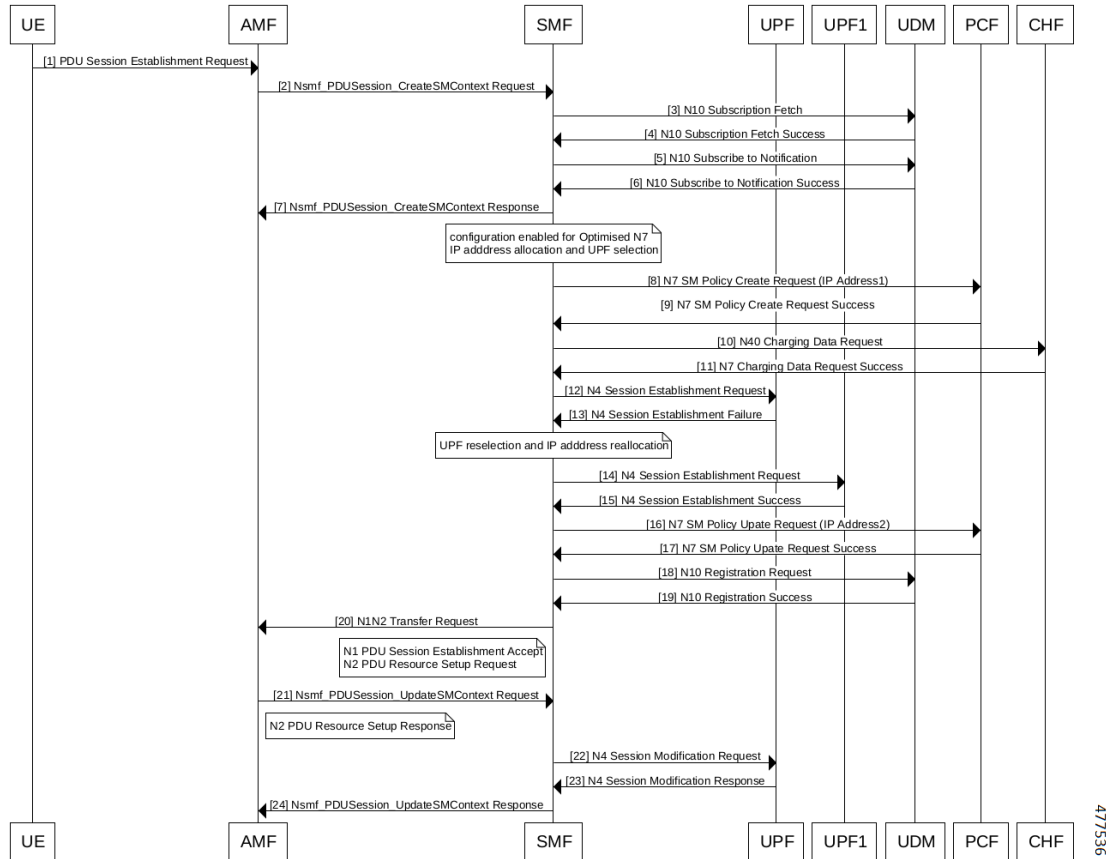 UE AMF SMF UPF UPF1 UDM PCF CHF
[1] PDU Session Establishment Request
[2] Nsmf_PDUSession_CreateSMContext Request
[3] N10 Subscription Fetch
[4] N10 Subscription Fetch Success
[5] N10 Subscribe to Notification
[6] N10 Subscribe to Notification Success
[7] Nsmf_PDUSession_CreateSMContext Response
configuration enabled for Optimised N7
IP adddress allocation and UPF selection
[8] N7 SM Policy Create Request (IP Address1)
[9] N7 SM Policy Create Request Success
[10] N40 Charging Data Request
[11] N7 Charging Data Request Success
[12] N4 Session Establishment Request
[13] N4 Session Establishment Failure
UPF reselection and IP adddress reallocation
[14] N4 Session Establishment Request
[15] N4 Session Establishment Success
[16] N7 SM Policy Upate Request (IP Address2)
[17] N7 SM Policy Upate Request Success
[18] N10 Registration Request
[19] N10 Registration Success
[20] N1N2 Transfer Request
N1 PDU Session Establishment Accept
N2 PDU Resource Setup Request
[21] Nsmf_PDUSession_UpdateSMContext Request
N2 PDU Resource Setup Response
[22] N4 Session Modification Request
[23] N4 Session Modification Response
[24] Nsmf_PDUSession_UpdateSMContext Response
UE AMF SMF UPF UPF1 UDM PCF CHF
477536